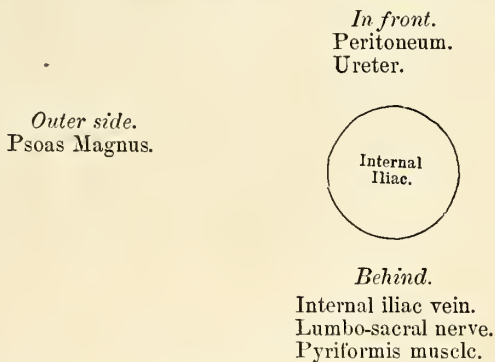 In front.
Peritoneum.
Ureter.
Outer side.
Psoas Magnus.
Internal
Iliac.
Behind.
Internal iliac vein.
Lumbo-sacral nerve.
Pyriformis muscle.